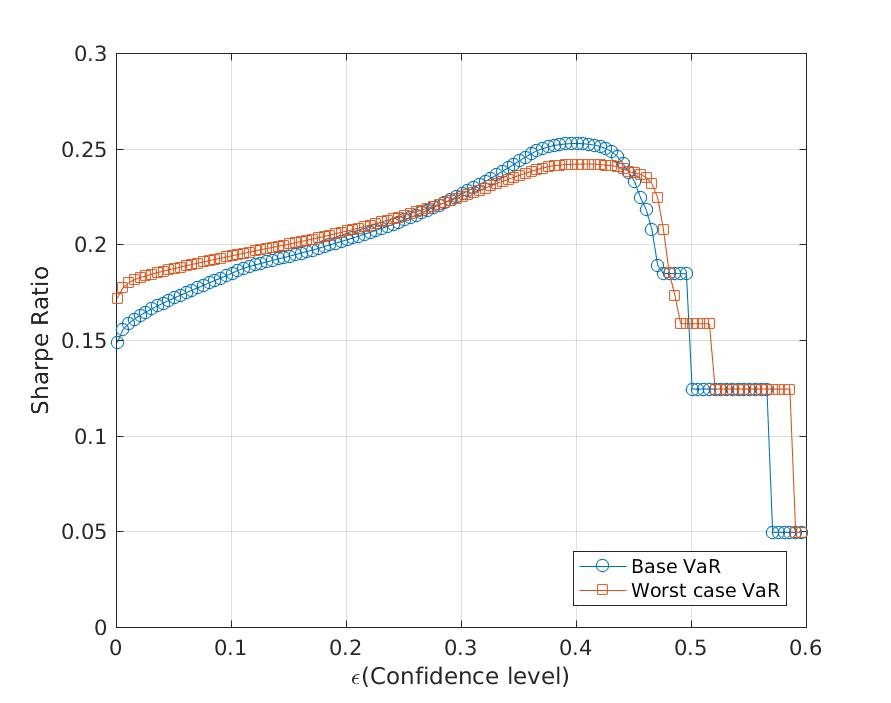 0.3
0.25
0.2
0.15
0.1
0.05
0
Sharpe Ratio
0 0.1 0.2 0.3 0.4 0.5 0.6
ϵ(Confidence level)
Base VaR
Worst case VaR